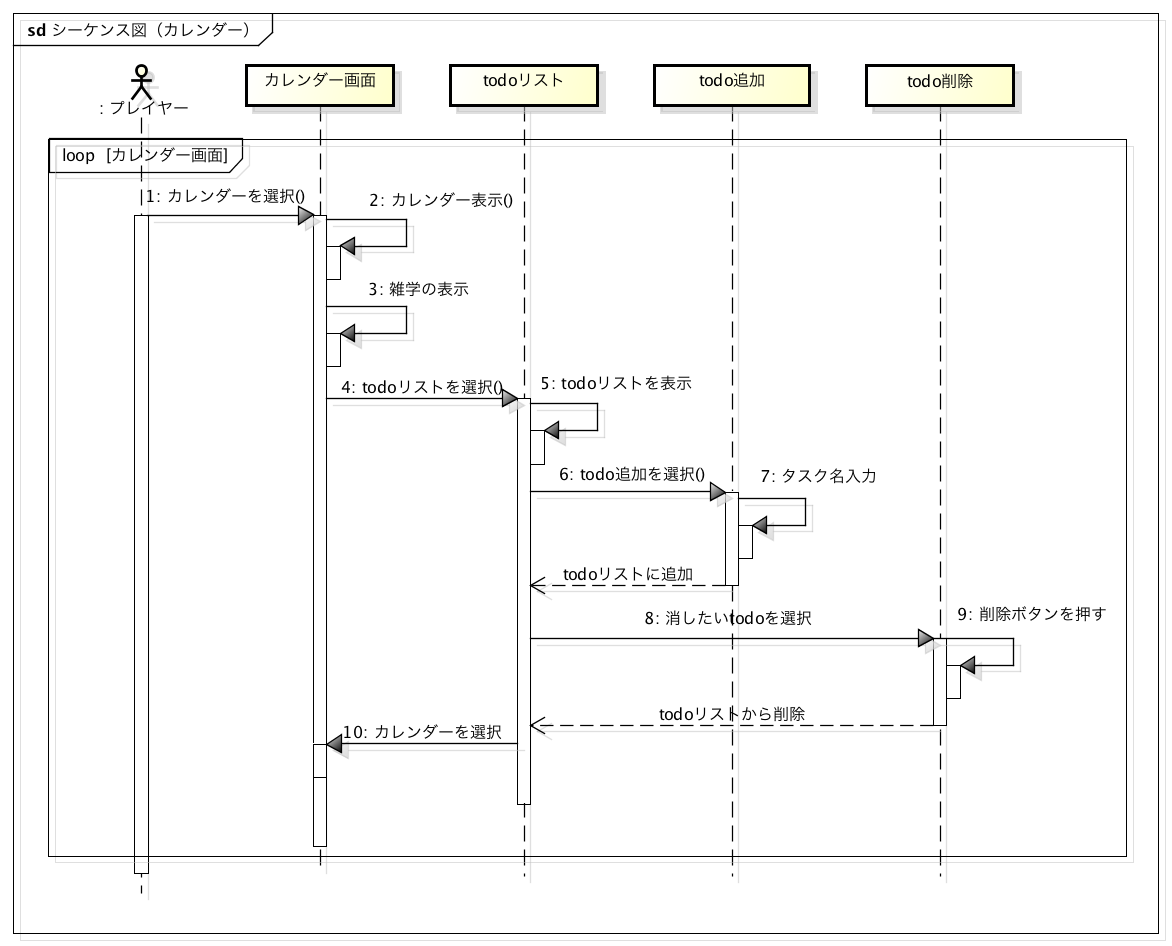 sd シーケンス図（カレンダー）
: プレイヤー
カレンダー画面
todoリスト
todo追加
todo削除
loop [カレンダー画面]
1: カレンダーを選択()
2: カレンダー表示()
3: 雑学の表示
4: todoリストを選択()
5: todoリストを表示
6: todo追加を選択()
7: タスク名入力
todoリストに追加
8: 消したいtodoを選択
9: 削除ボタンを押す
todoリストから削除
10: カレンダーを選択